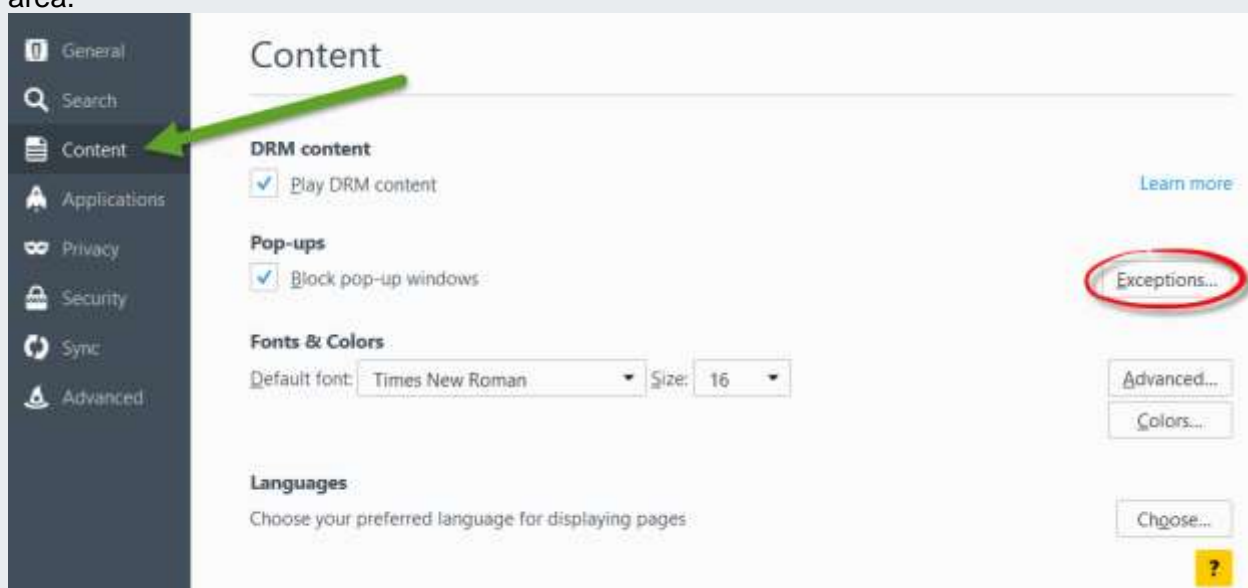 area.
General
Search
Content
Applications
Privacy
Security
Sync
Advanced
Content
DRM content
Play DRM content
Learn more
Pop-ups
Block pop-up windows
Exceptions...
Fonts & Colors
Default font: Times New Roman Size: 16
Advanced...
Colors...
Languages
Choose your preferred language for displaying pages
Choose...
?